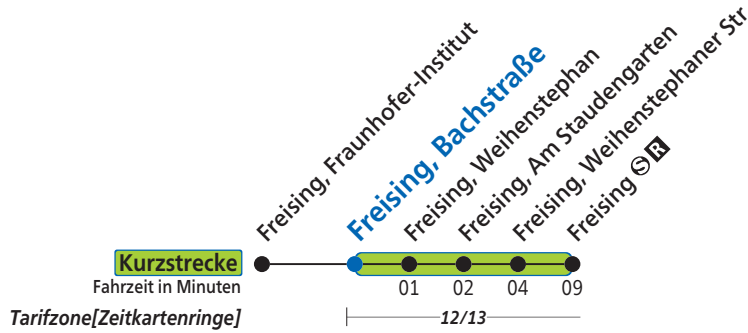 Freising, Fraunhofer-Institut
Freising, Bachstraße
Freising, Weihenstephan
Freising, Am Staudengarten
Freising, Weihenstephaner Str
Freising S R
Kurzstrecke
Fahrzeit in Minuten 01 02 04 09
Tarifzone[Zeitkartenringe] 12/13